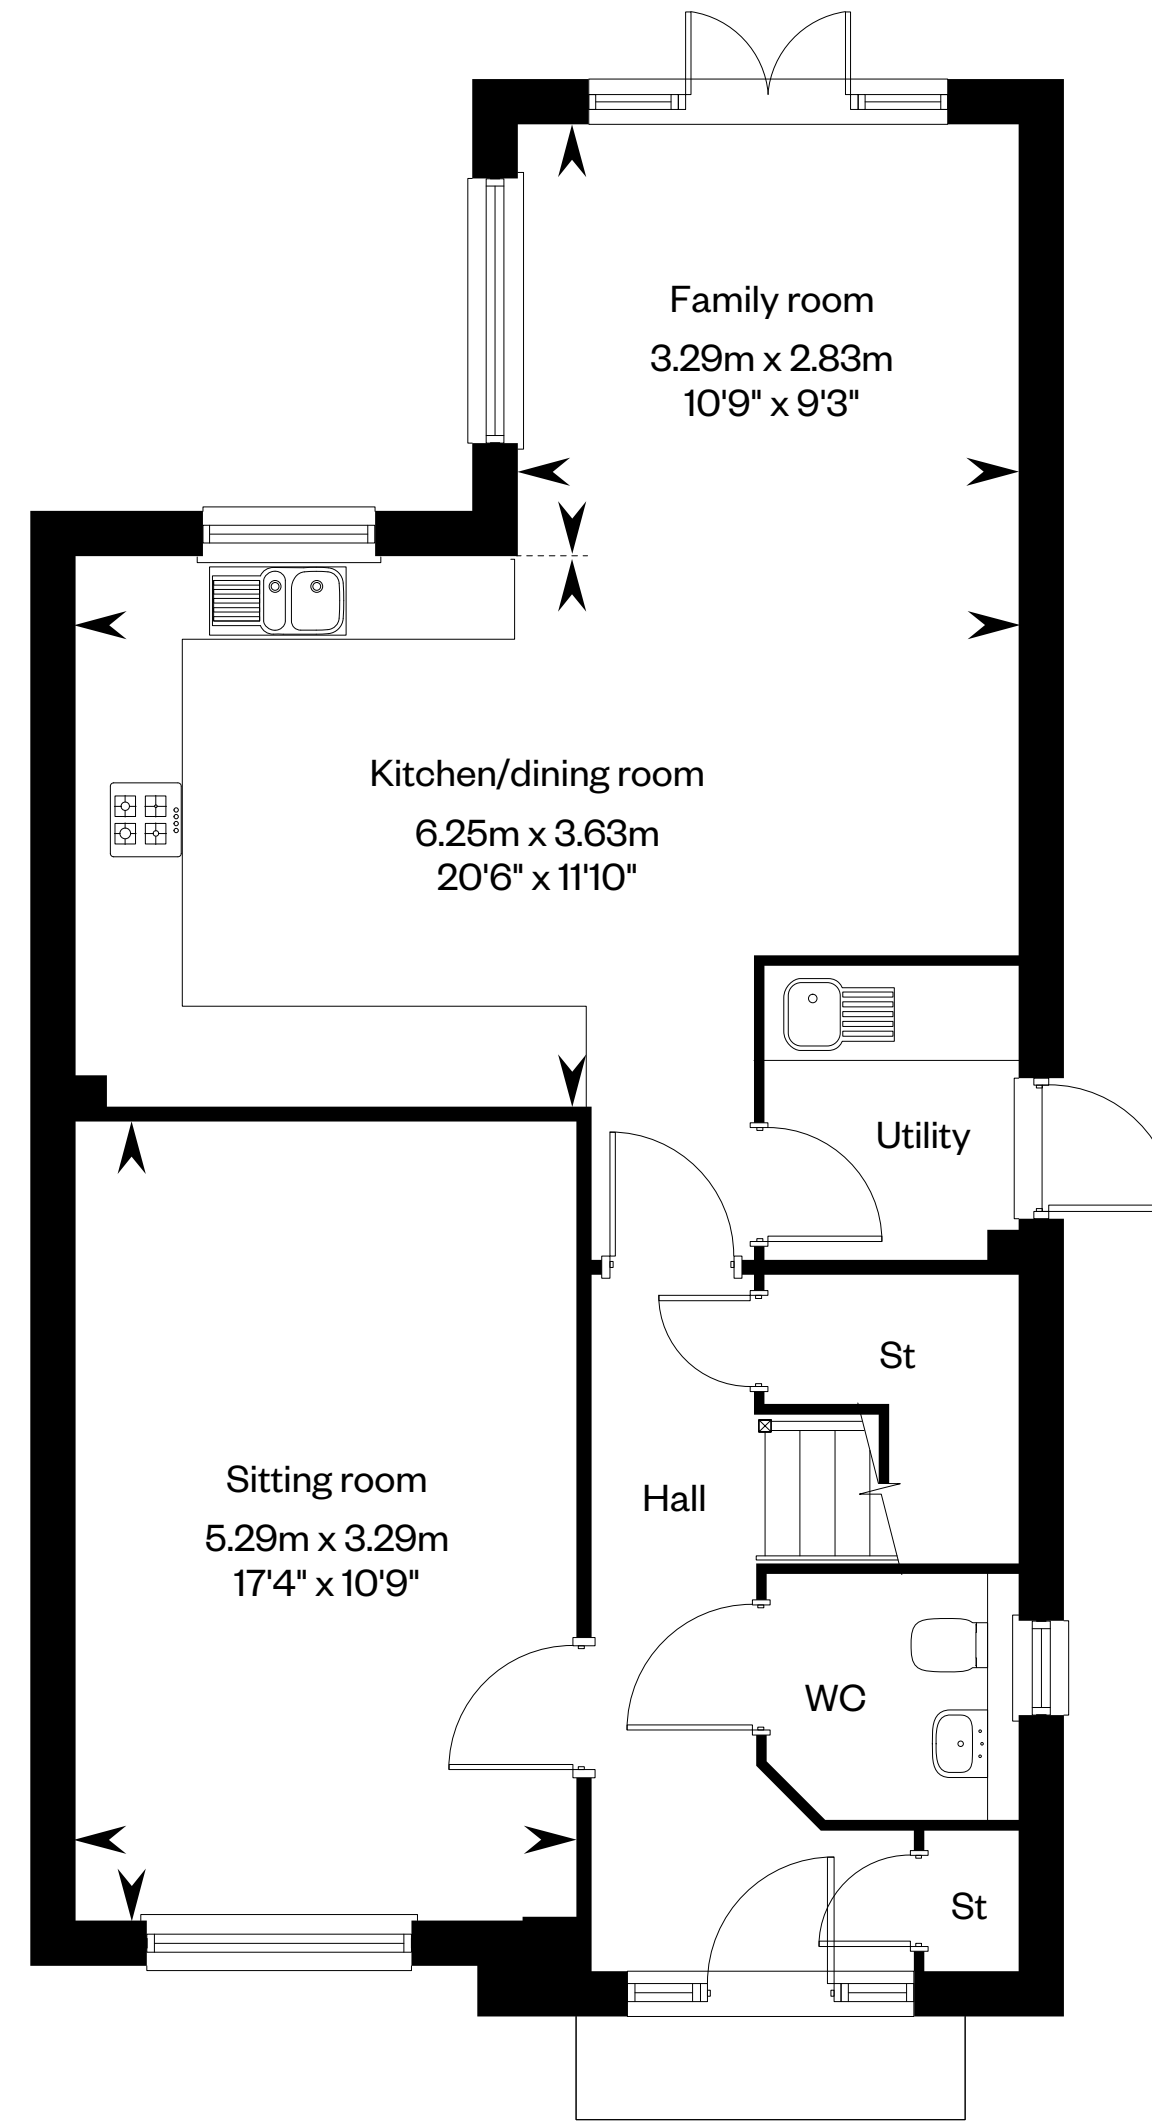 Family room
3.29m x 2.83m
10'9" x 9'3"
Kitchen/dining room
6.25m x 3.63m
20'6" x 11'10"
Utility
St
Sitting room
5.29m x 3.29m
17'4" x 10'9"
Hall
WC
St